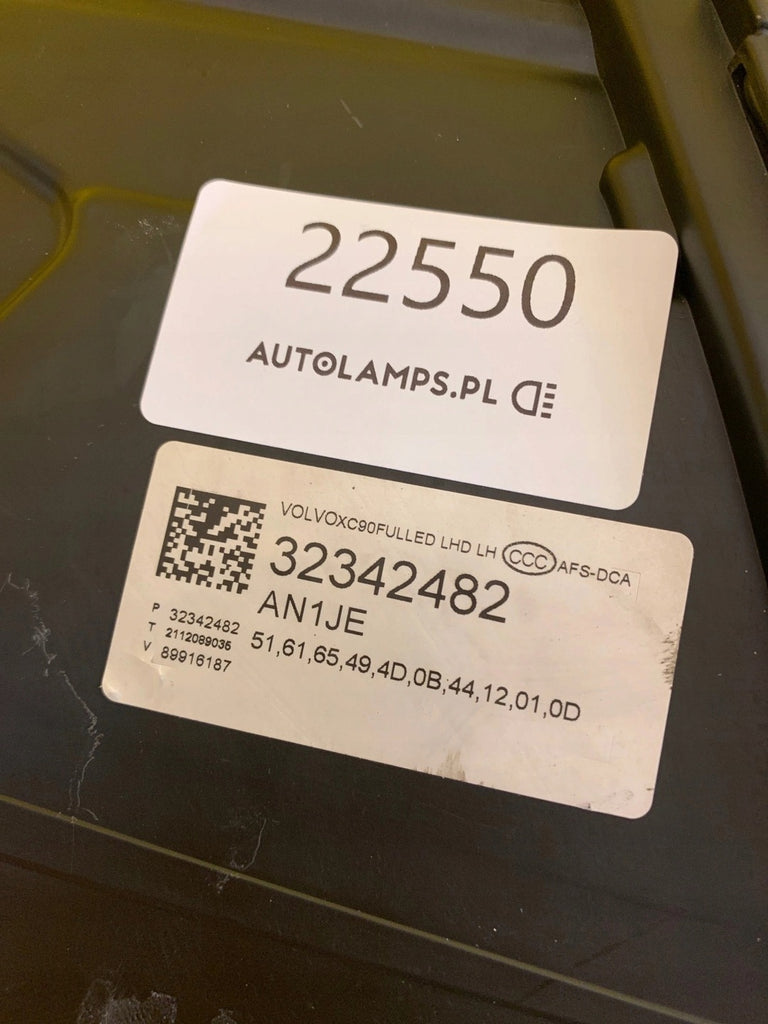 22550
AUTOLAMPS.PL
VOLVOXC90FULLED LHD LH CCC AFS-DCA
32342482
AN1JE
P 32342482
T 2112089035
V 89916187
51,61,65,49,4D,0B,44,12,01,0D